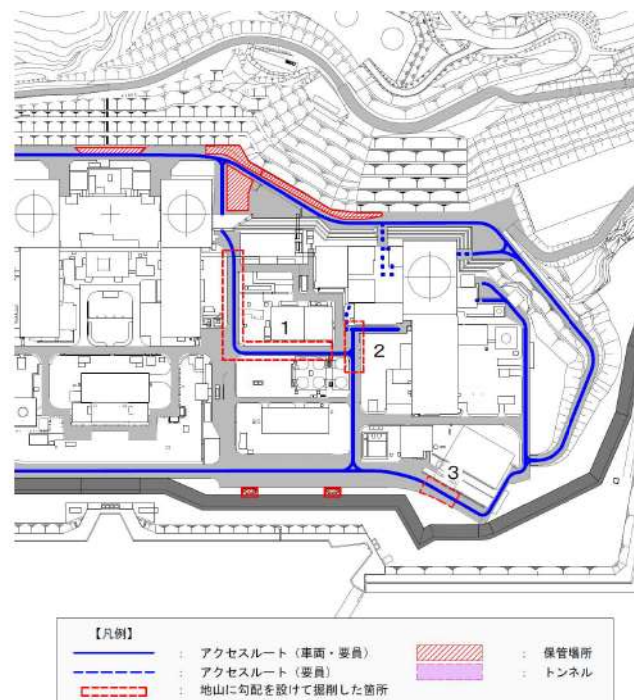 1
2
3
【凡例】
： アクセスルート（車両・要員）
： アクセスルート（要員）
： 地山に勾配を設けて掘削した箇所
： 保管場所
： トンネル